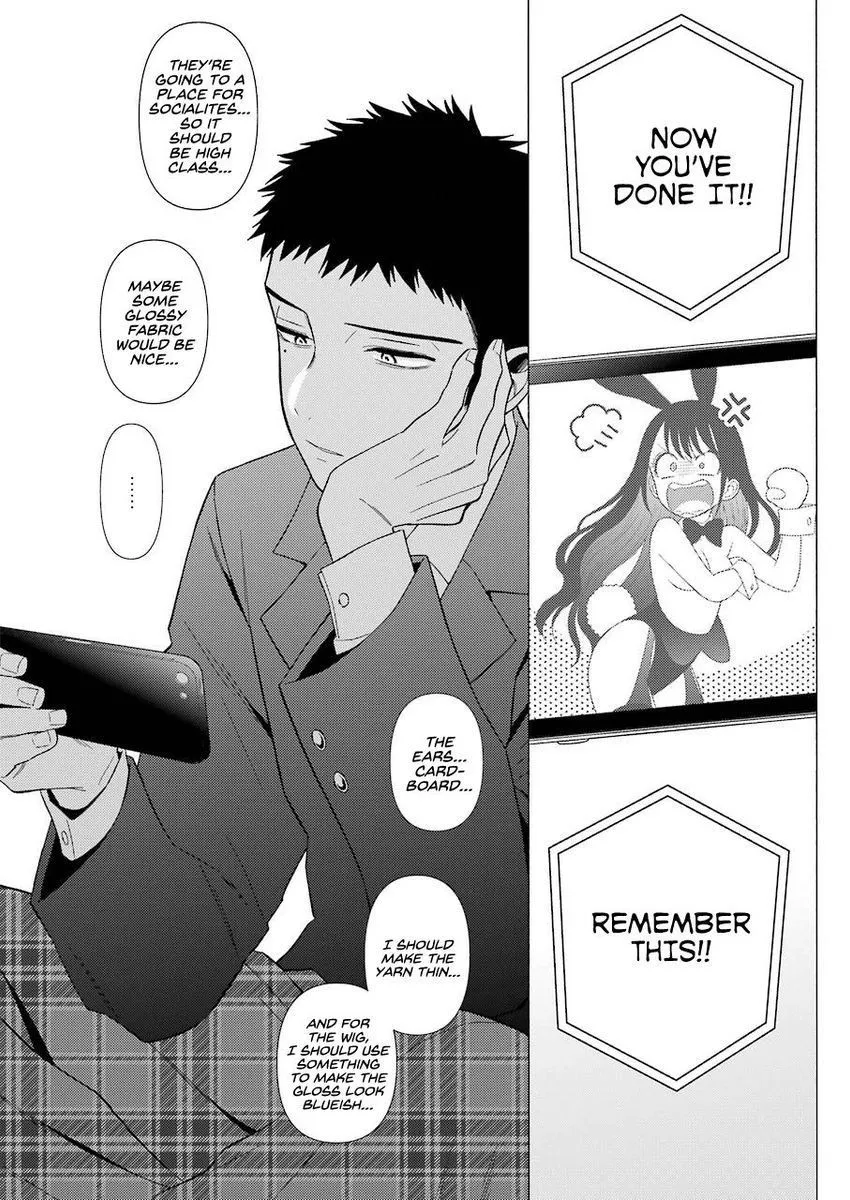 NOW
YOU'VE
DONE IT!!
REMEMBER
THIS!!
THEY'RE
GOING TO A
PLACE FOR
SOCIALITES...
SO IT
SHOULD
BE HIGH
CLASS...
MAYBE
SOME
GLOSSY
FABRIC
WOULD BE
NICE...
......
THE
EARS...
CARD-
BOARD...
I SHOULD
MAKE THE
YARN THIN...
AND FOR
THE WIG,
I SHOULD USE
SOMETHING
TO MAKE THE
GLOSS LOOK
BLUEISH...